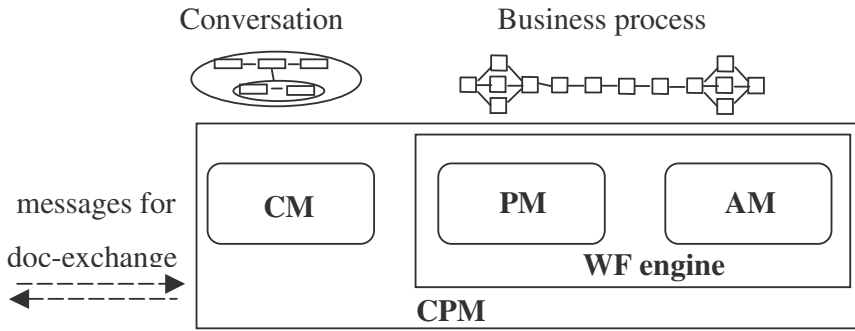 Conversation
Business process
CM
PM
AM
messages for
doc-exchange
WF engine
CPM